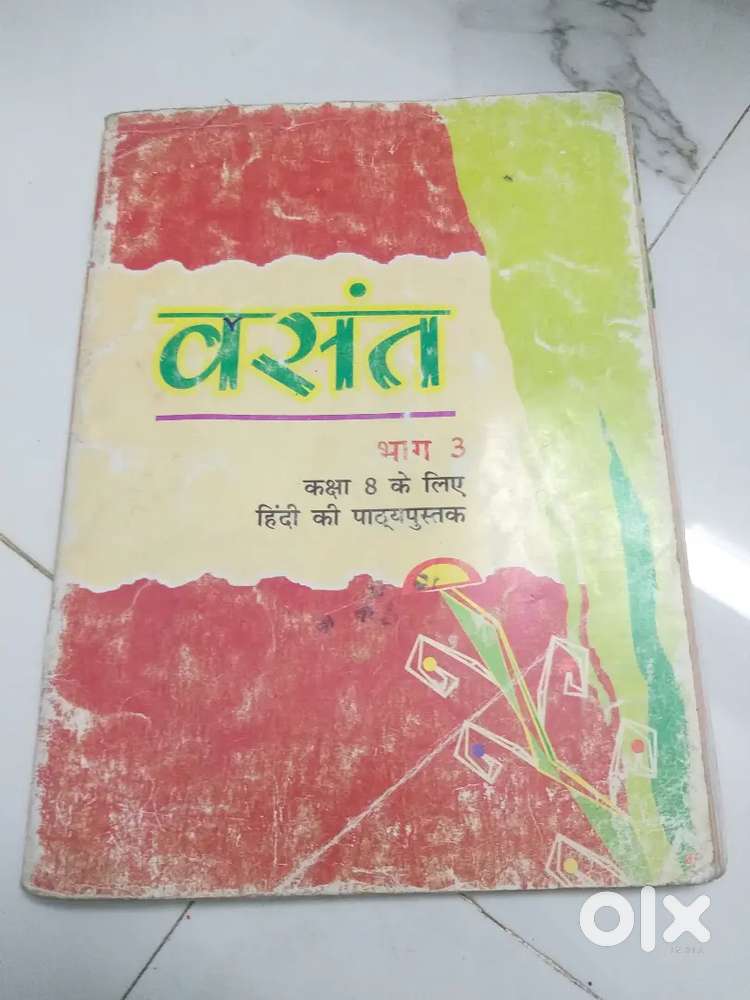 वसंत
भाग 3
कक्षा 8 के लिए
हिंदी की पाठ्यपुस्तक
olx